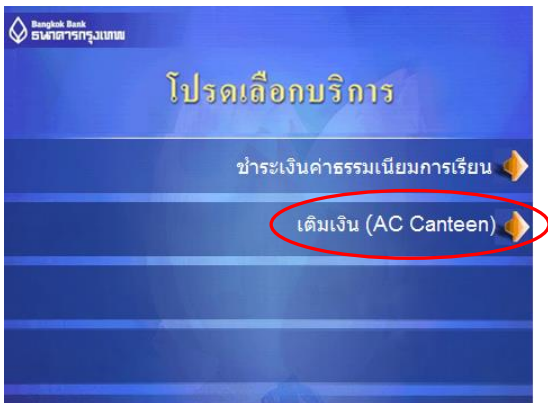 Bangkok Bank
ธนาคารกรุงเทพ
โปรดเลือกบริการ
ชำระเงินค่าธรรมเนียมการเรียน
เติมเงิน (AC Canteen)